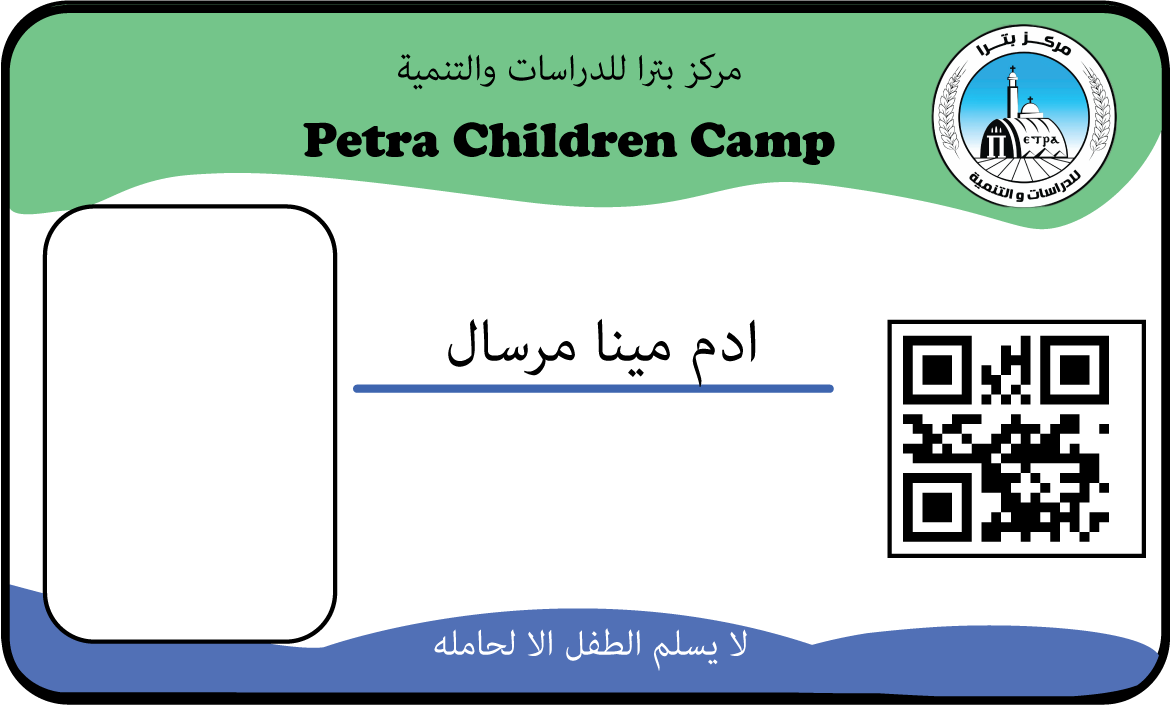 مركز بترا للدراسات والتنمية
Petra Children Camp
مركز بترا
ⲉⲧⲣⲁ
للدراسات و التنمية
ادم مينا مرسال
لا يسلم الطفل الا لحامله